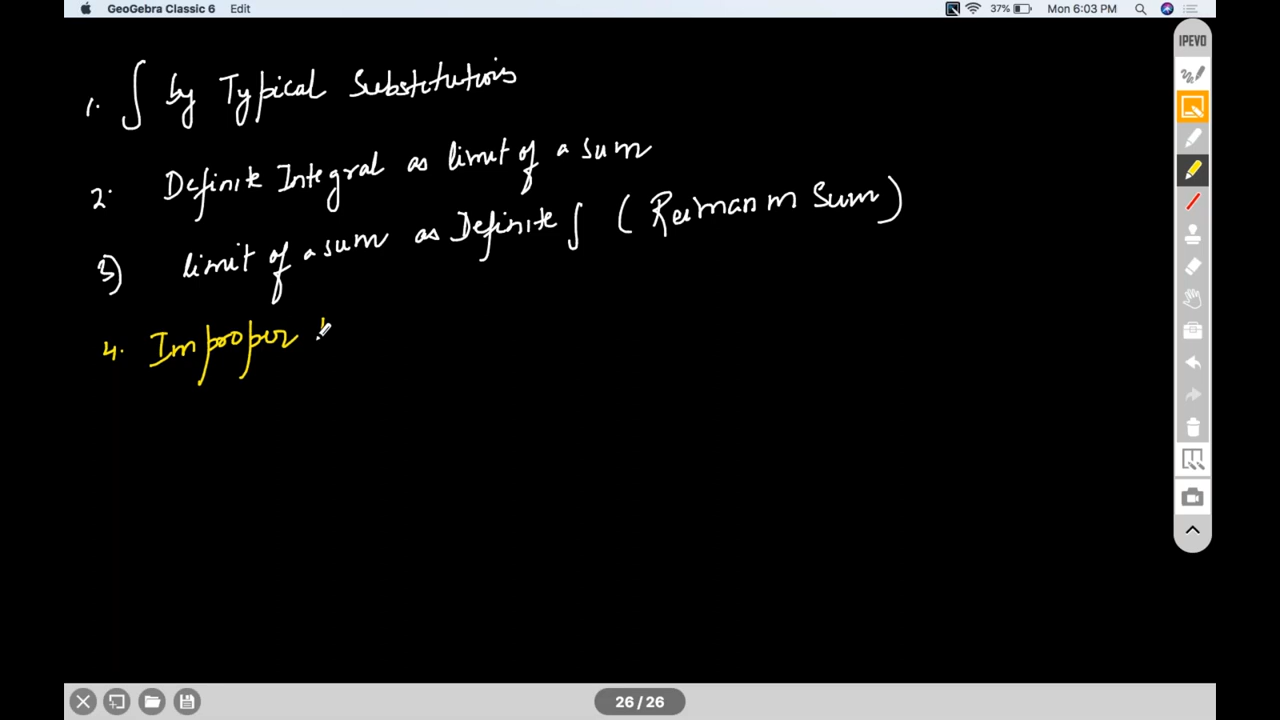 GeoGebra Classic 6 Edit 37% Mon 6:03 PM
IPEVO
1. ∫ by Typical Substitutions
2. Definite Integral as limit of a sum
3) limit of a sum as Definite ∫ (Reimann Sum)
4. Improper
26 / 26